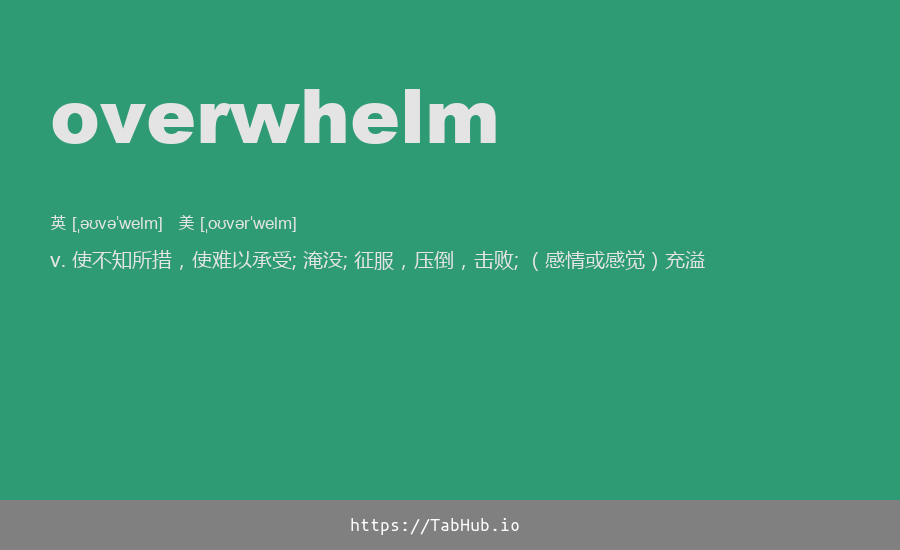 overwhelm
英 [ˌəʊvəˈwelm] 美 [ˌoʊvərˈwelm]
v. 使不知所措，使难以承受; 淹没; 征服，压倒，击败; （感情或感觉）充溢
https://TabHub.io